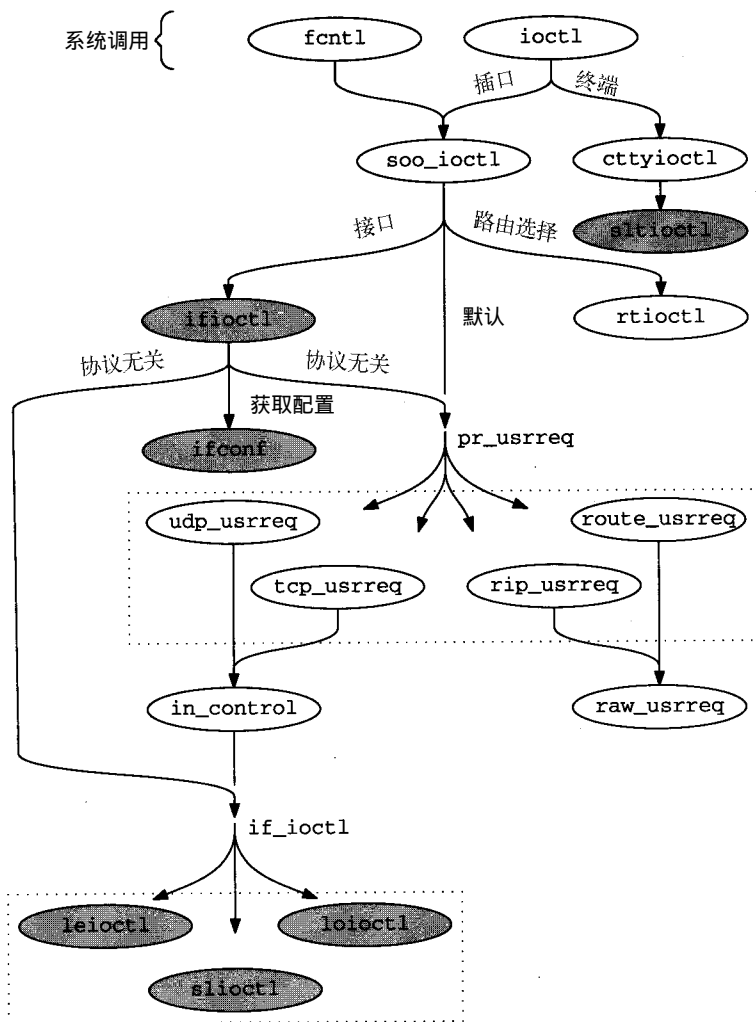 系统调用
fcntl
ioctl
插口
终端
soo_ioctl
cttyioctl
接口
路由选择
sltioctl
ifioctl
默认
rtioctl
协议无关
协议无关
获取配置
ifconf
pr_usrreq
udp_usrreq
route_usrreq
tcp_usrreq
rip_usrreq
in_control
raw_usrreq
if_ioctl
leioctl
loioctl
slioctl